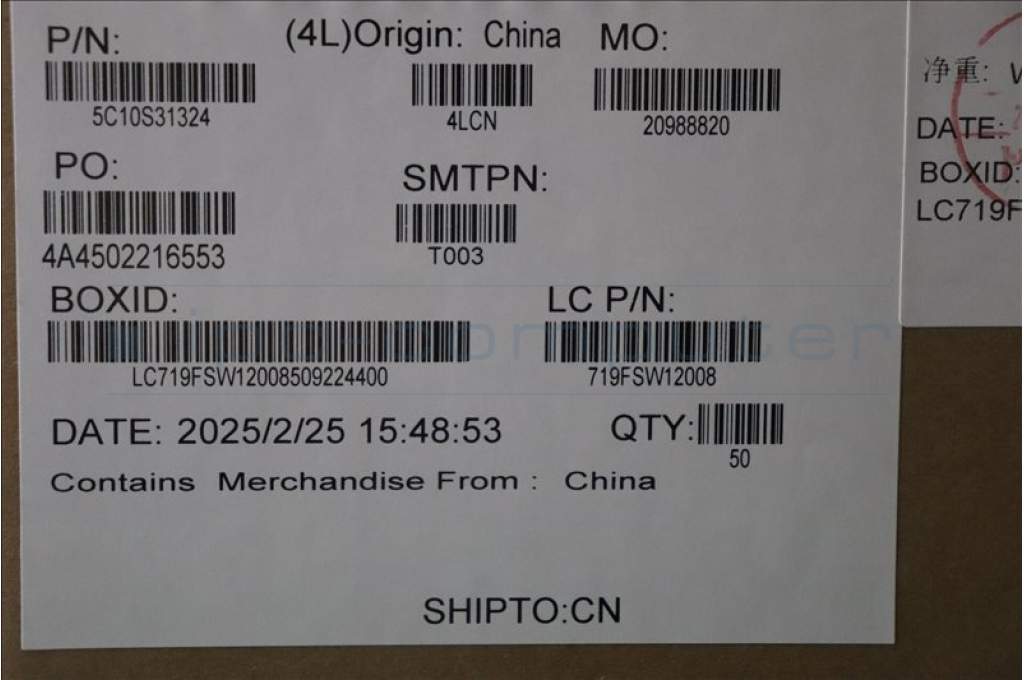 P/N: (4L)Origin: China MO:
5C10S31324 4LCN 20988820
PO: SMTPN:
4A4502216553 T003
BOXID: LC P/N:
LC719FSW12008509224400 719FSW12008
DATE: 2025/2/25 15:48:53 QTY:
50
Contains Merchandise From : China
SHIPTO:CN
净重:
DATE:
BOXID:
LC719F